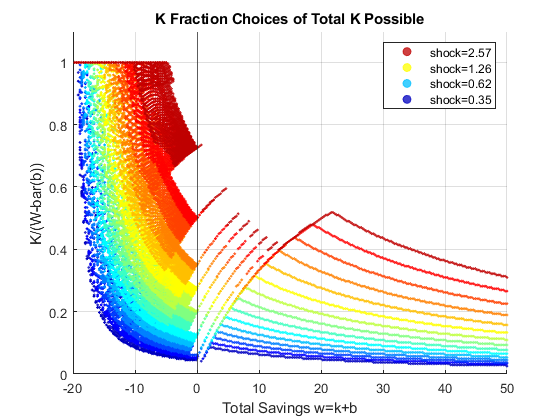 K Fraction Choices of Total K Possible
K/(W-bar(b))
1
0.8
0.6
0.4
0.2
0
shock=2.57
shock=1.26
shock=0.62
shock=0.35
-20 -10 0 10 20 30 40 50
Total Savings w=k+b